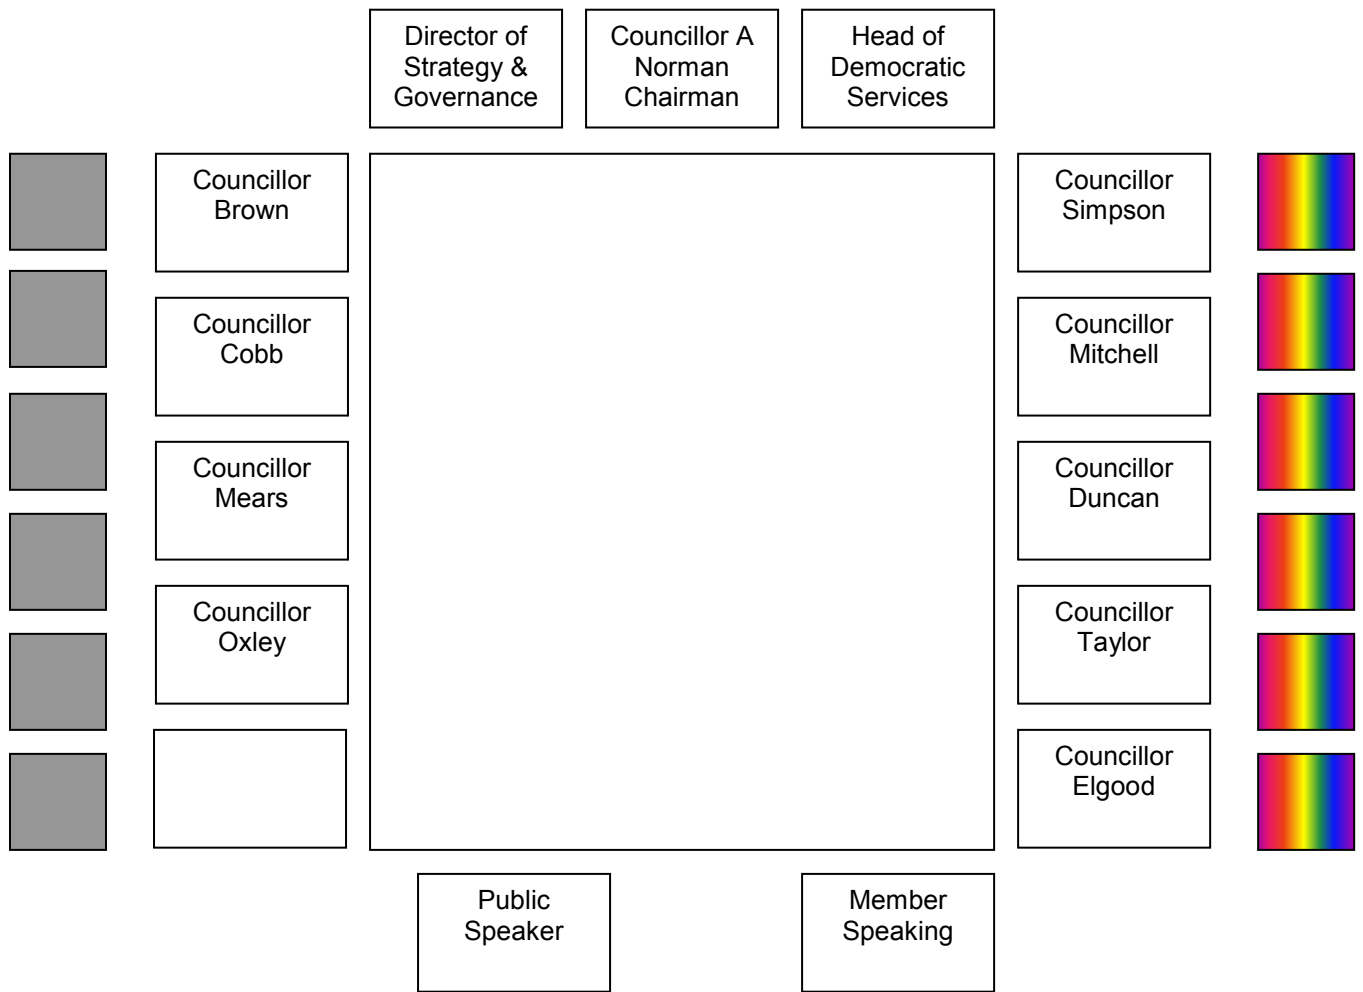 Director of
Strategy &
Governance
Councillor A
Norman
Chairman
Head of
Democratic
Services
Councillor
Brown
Councillor
Simpson
Councillor
Cobb
Councillor
Mitchell
Councillor
Mears
Councillor
Duncan
Councillor
Oxley
Councillor
Taylor
Councillor
Elgood
Public
Speaker
Member
Speaking